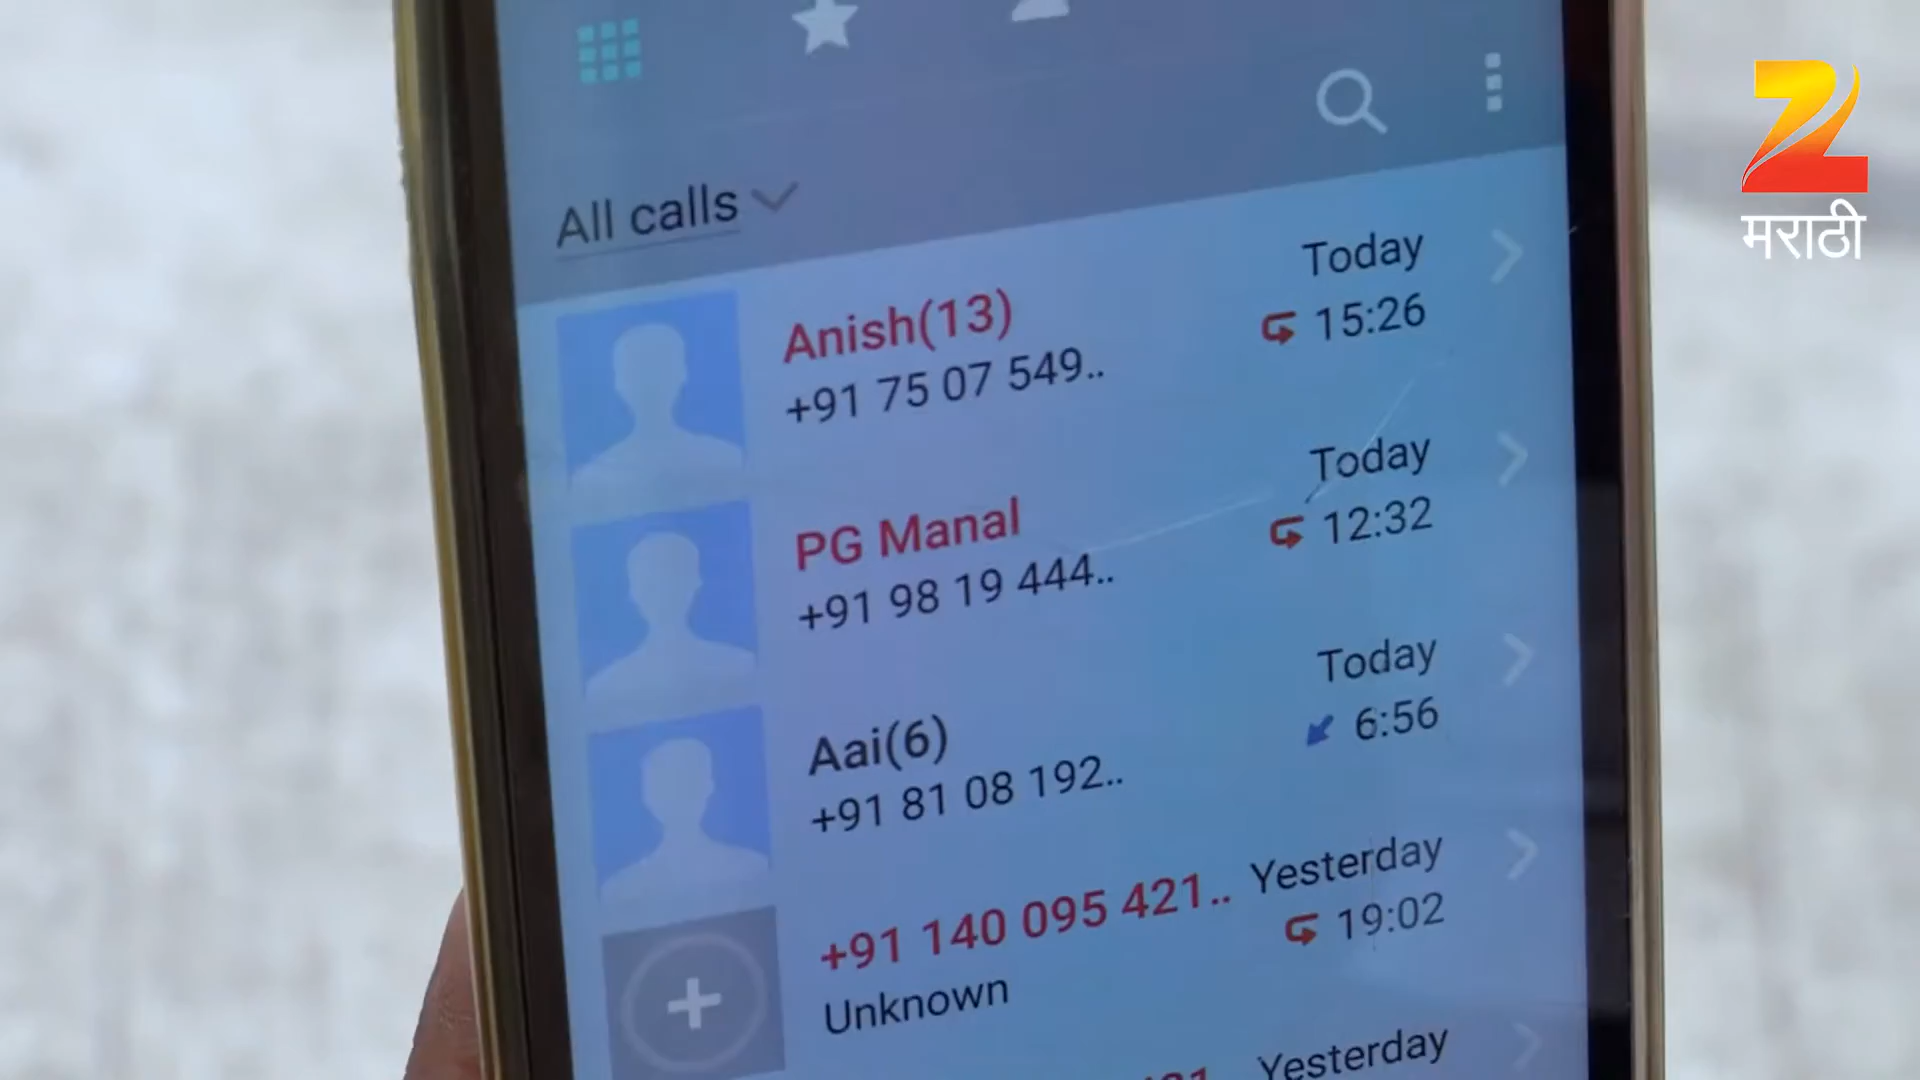 All calls
Anish(13)
+91 75 07 549..
Today
15:26
PG Manal
+91 98 19 444..
Today
12:32
Aai(6)
+91 81 08 192..
Today
6:56
+91 140 095 421..
Unknown
Yesterday
19:02
Yesterday
मराठी